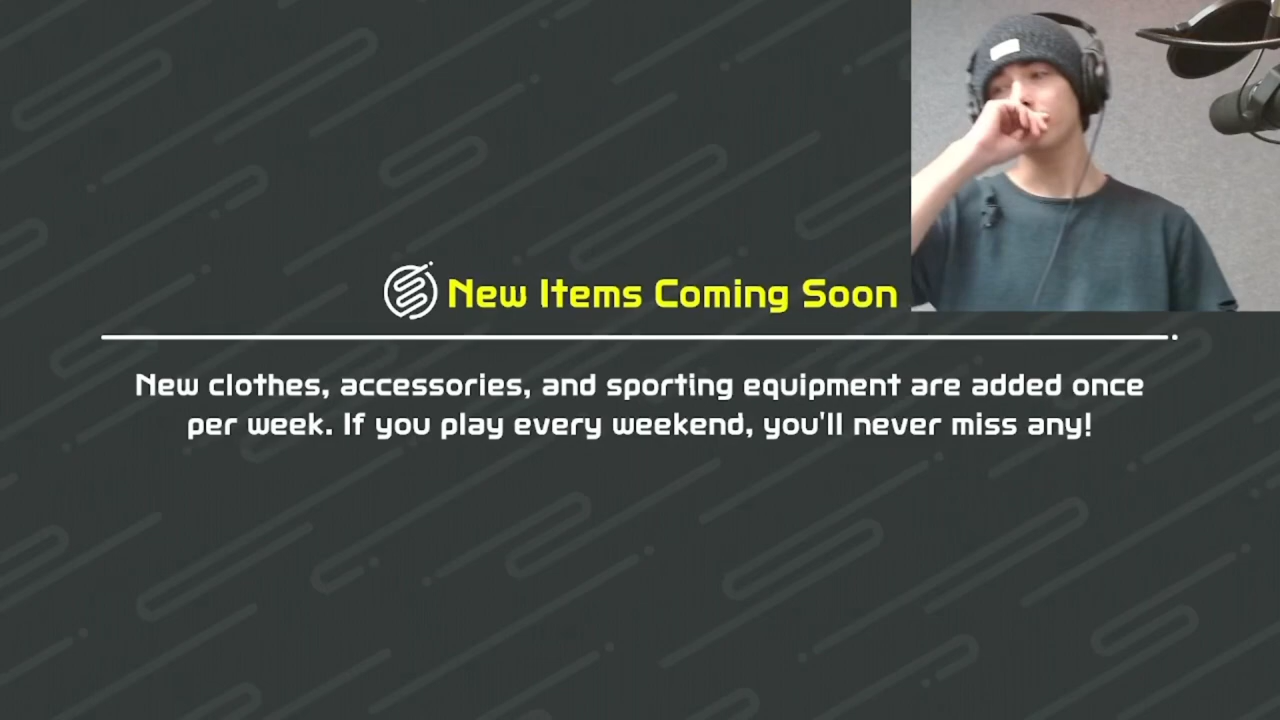 New Items Coming Soon
New clothes, accessories, and sporting equipment are added once
per week. If you play every weekend, you'll never miss any!